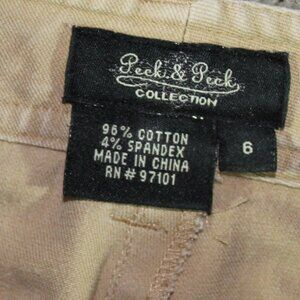 Peck & Peck
COLLECTION
96% COTTON
4% SPANDEX
MADE IN CHINA
RN # 97101
6